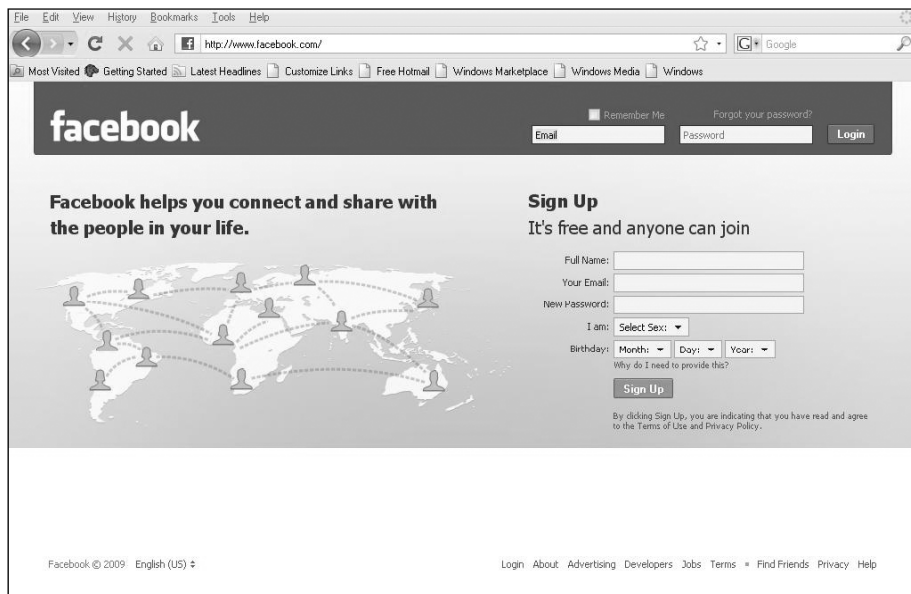 File Edit View History Bookmarks Tools Help
http://www.facebook.com/
G Google
Most Visited Getting Started Latest Headlines Customize Links Free Hotmail Windows Marketplace Windows Media Windows
facebook
Remember Me Forgot your password?
Email Password Login
Facebook helps you connect and share with
the people in your life.
Sign Up
It's free and anyone can join
Full Name:
Your Email:
New Password:
I am: Select Sex:
Birthday: Month: Day: Year:
Why do I need to provide this?
Sign Up
By clicking Sign Up, you are indicating that you have read and agree
to the Terms of Use and Privacy Policy.
Facebook © 2009 English (US)
Login About Advertising Developers Jobs Terms ▪ Find Friends Privacy Help